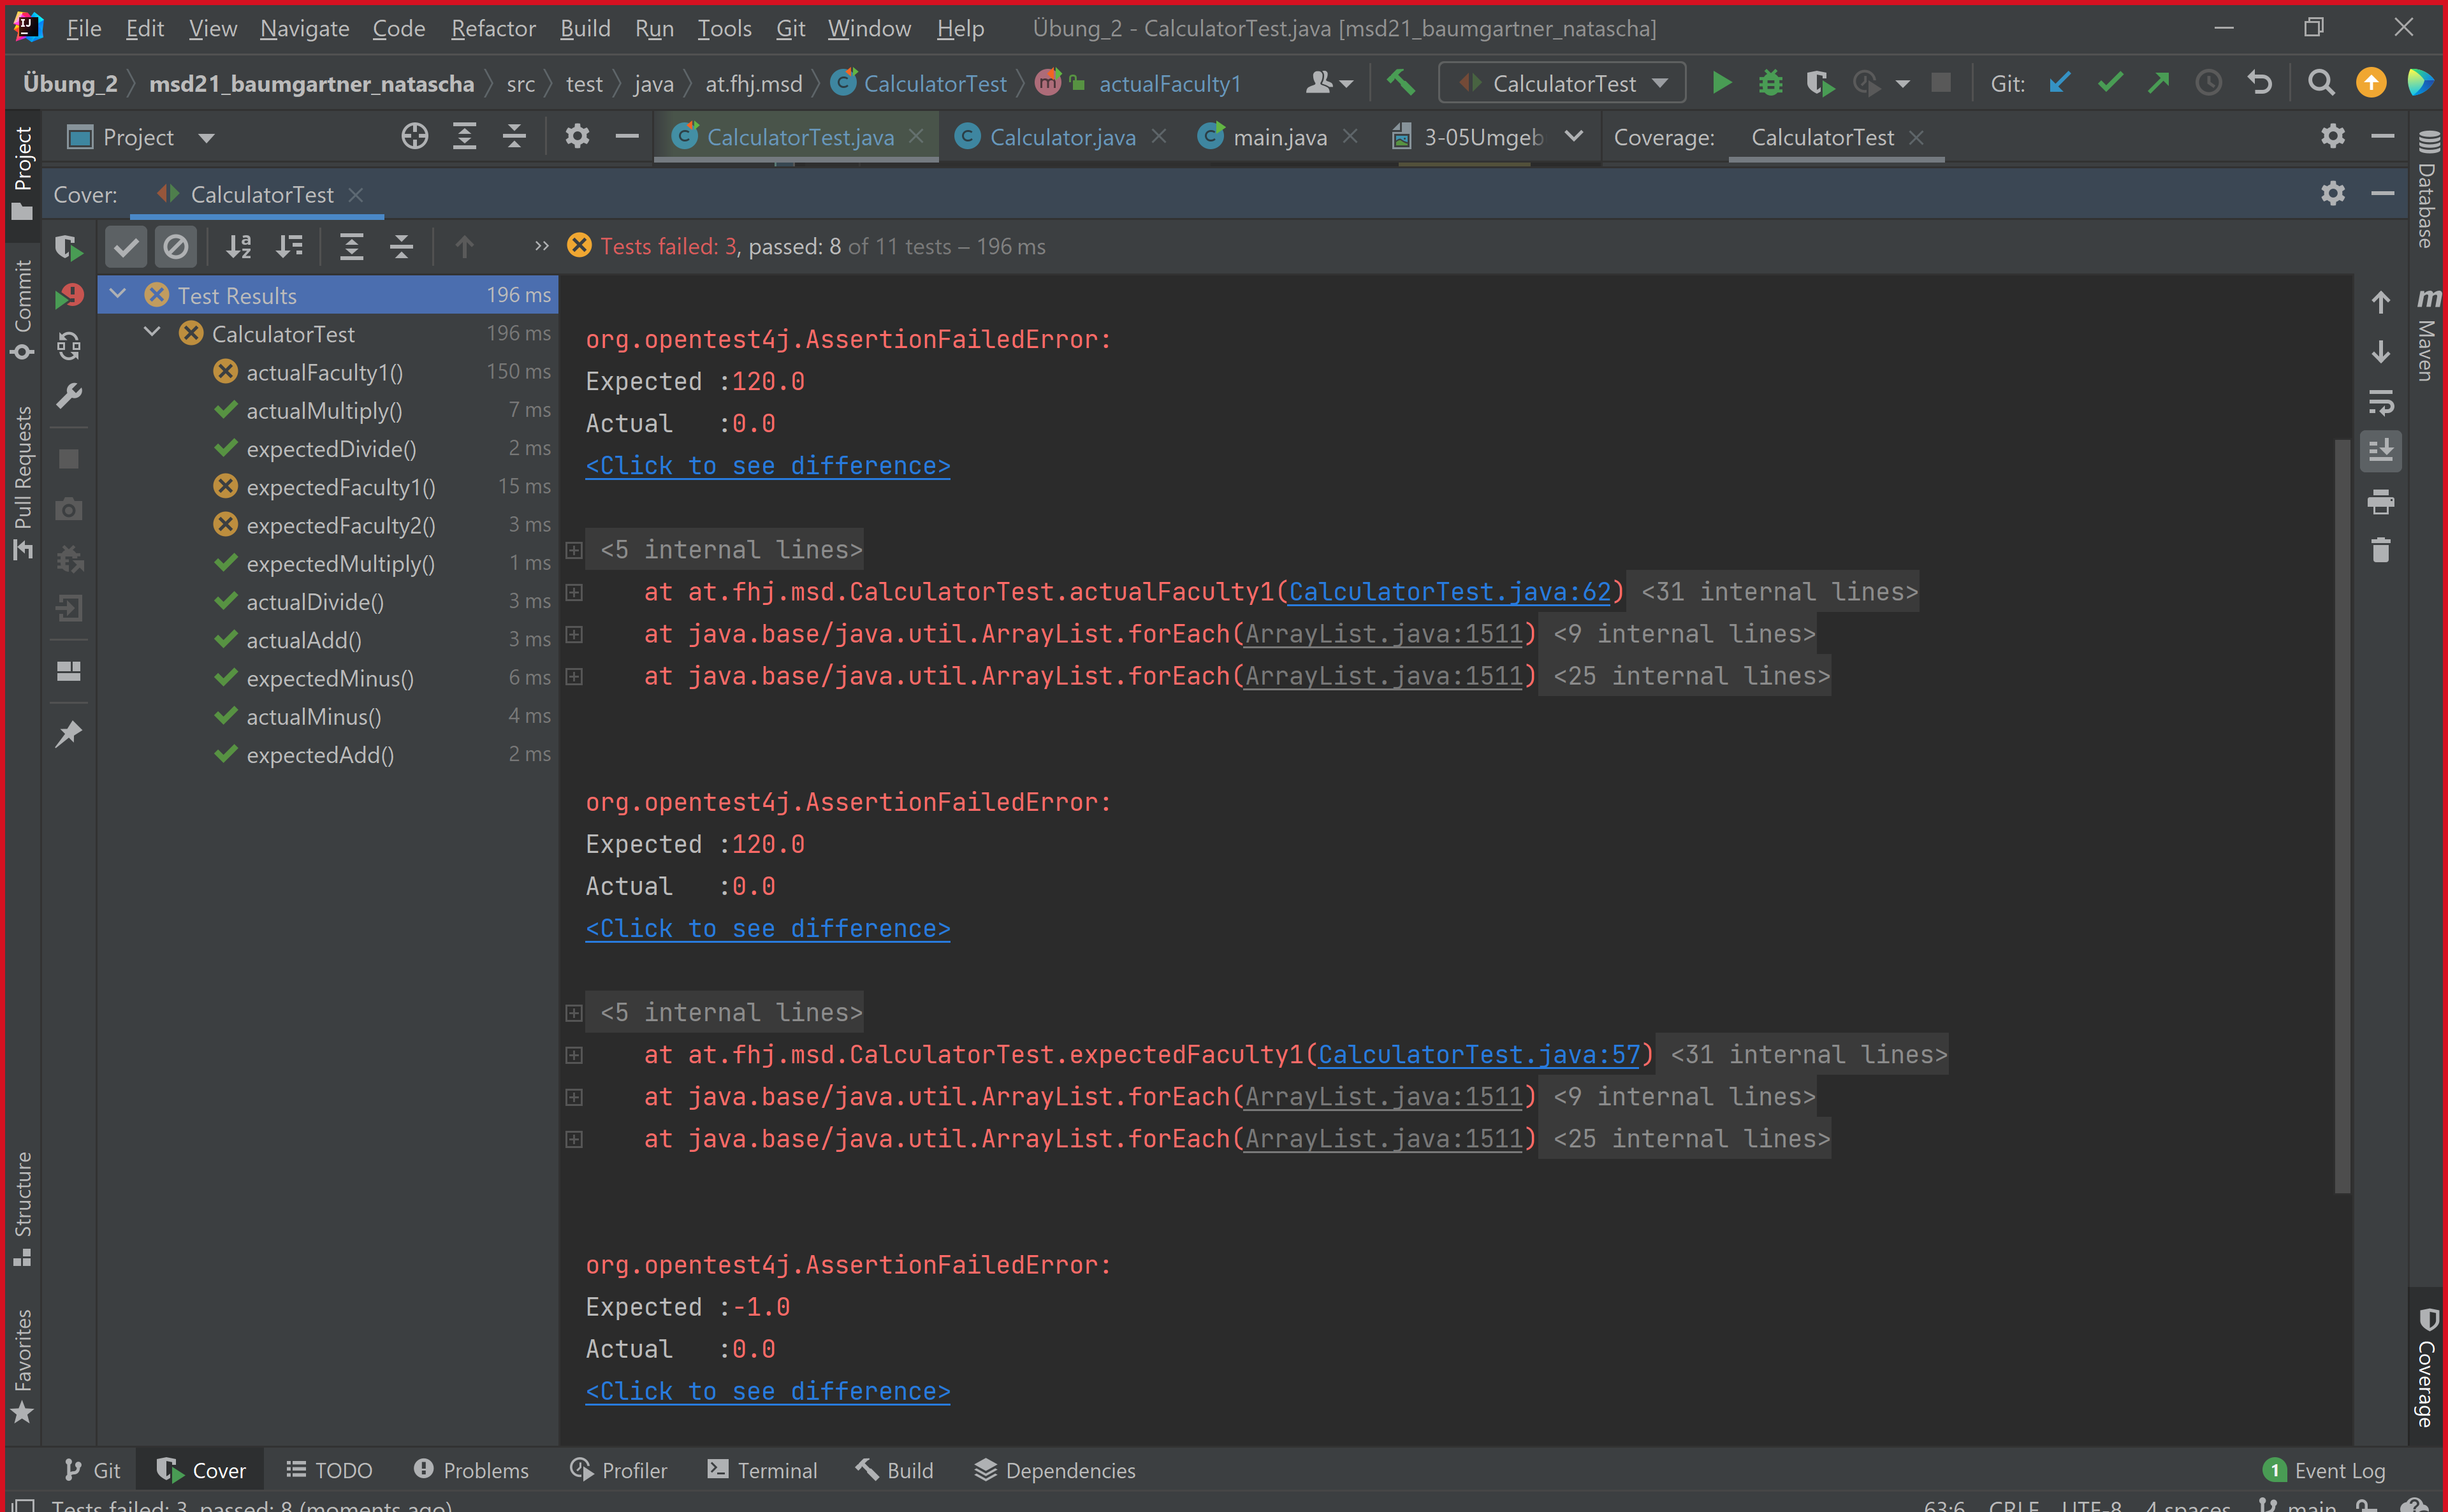 File Edit View Navigate Code Refactor Build Run Tools Git Window Help Übung_2 - CalculatorTest.java [msd21_baumgartner_natascha]
Übung_2 msd21_baumgartner_natascha src test java at.fhj.msd CalculatorTest actualFaculty1 CalculatorTest Git:
Project CalculatorTest.java Calculator.java main.java 3-05Umgeb Coverage: CalculatorTest
Cover: CalculatorTest
Tests failed: 3, passed: 8 of 11 tests – 196 ms
Test Results 196 ms
CalculatorTest 196 ms
actualFaculty1() 150 ms
actualMultiply() 7 ms
expectedDivide() 2 ms
expectedFaculty1() 15 ms
expectedFaculty2() 3 ms
expectedMultiply() 1 ms
actualDivide() 3 ms
actualAdd() 3 ms
expectedMinus() 6 ms
actualMinus() 4 ms
expectedAdd() 2 ms
org.opentest4j.AssertionFailedError:
Expected :120.0
Actual :0.0
<Click to see difference>
<5 internal lines>
at at.fhj.msd.CalculatorTest.actualFaculty1(CalculatorTest.java:62) <31 internal lines>
at java.base/java.util.ArrayList.forEach(ArrayList.java:1511) <9 internal lines>
at java.base/java.util.ArrayList.forEach(ArrayList.java:1511) <25 internal lines>
org.opentest4j.AssertionFailedError:
Expected :120.0
Actual :0.0
<Click to see difference>
<5 internal lines>
at at.fhj.msd.CalculatorTest.expectedFaculty1(CalculatorTest.java:57) <31 internal lines>
at java.base/java.util.ArrayList.forEach(ArrayList.java:1511) <9 internal lines>
at java.base/java.util.ArrayList.forEach(ArrayList.java:1511) <25 internal lines>
org.opentest4j.AssertionFailedError:
Expected :-1.0
Actual :0.0
<Click to see difference>
Project
Commit
Pull Requests
Structure
Favorites
Database
Maven
Coverage
Git Cover TODO Problems Profiler Terminal Build Dependencies 1 Event Log
Tests failed: 3, passed: 8 (moments ago) 63:6 CRLF UTF-8 4 spaces main